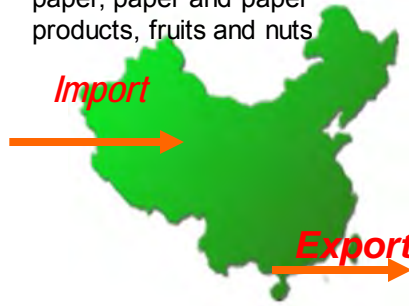 paper, paper and paper
products, fruits and nuts
Import
Export